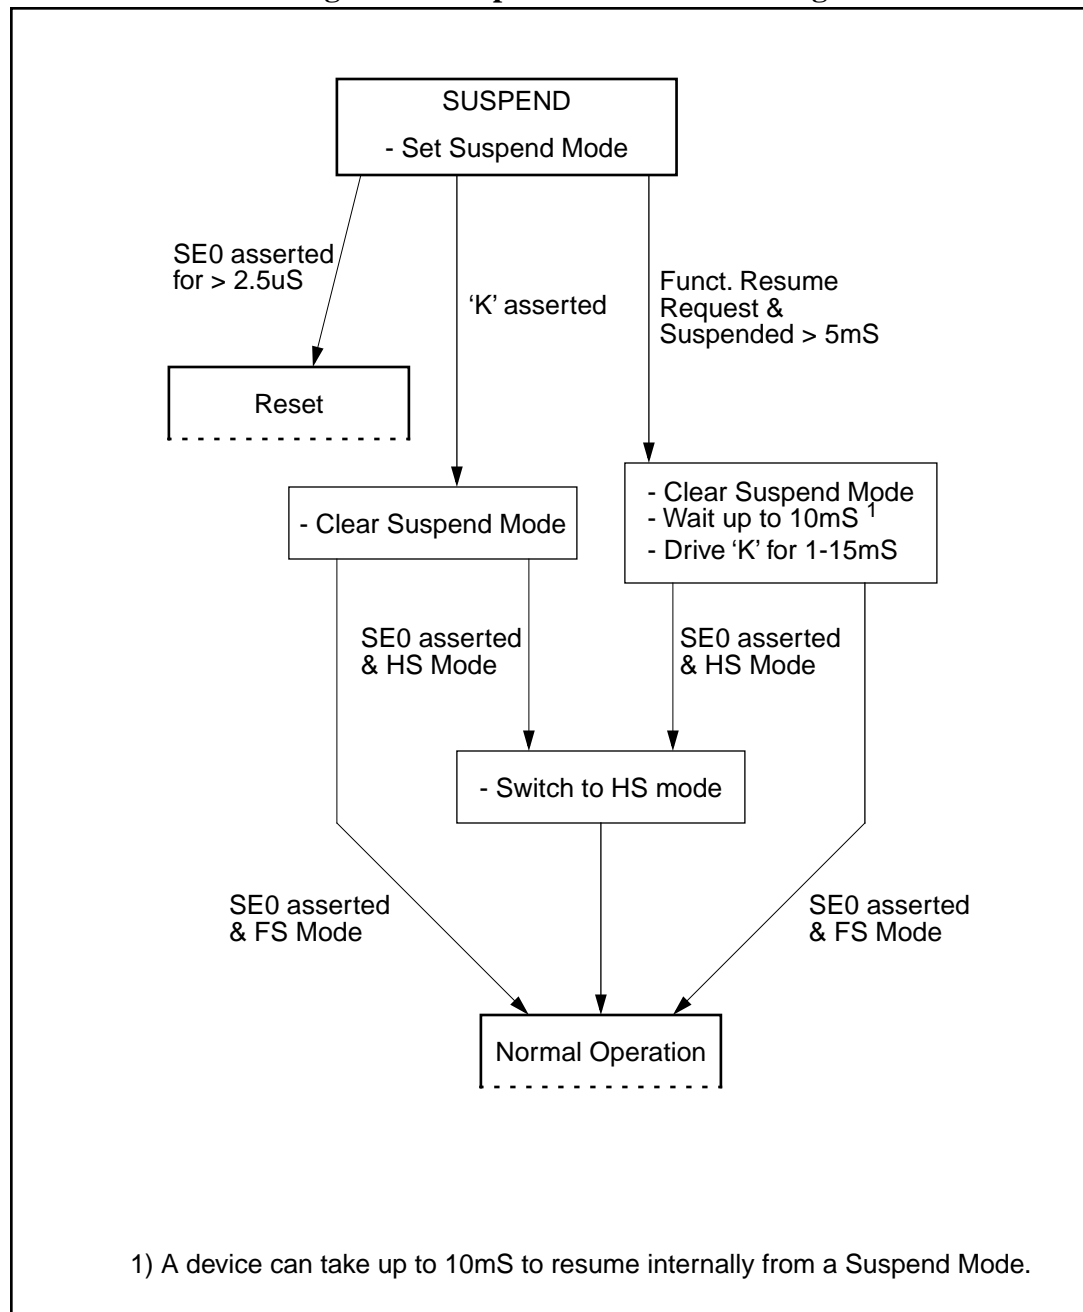 SUSPEND
- Set Suspend Mode
SE0 asserted
for > 2.5uS
‘K’ asserted
Funct. Resume
Request &
Suspended > 5mS
Reset
- Clear Suspend Mode
- Clear Suspend Mode
- Wait up to 10mS 1
- Drive ‘K’ for 1-15mS
SE0 asserted
& HS Mode
SE0 asserted
& HS Mode
- Switch to HS mode
SE0 asserted
& FS Mode
SE0 asserted
& FS Mode
Normal Operation
1) A device can take up to 10mS to resume internally from a Suspend Mode.